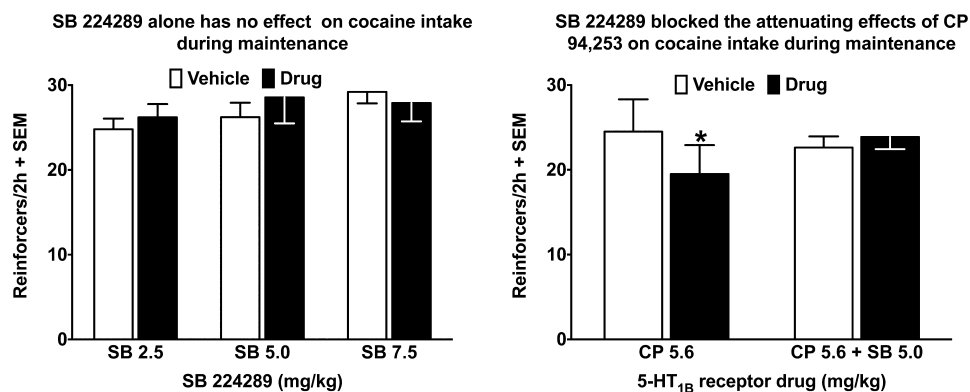 SB 224289 alone has no effect on cocaine intake
during maintenance
Vehicle Drug
30
20
10
0
Reinforcers/2h + SEM
SB 2.5 SB 5.0 SB 7.5
SB 224289 (mg/kg)
SB 224289 blocked the attenuating effects of CP
94,253 on cocaine intake during maintenance
Vehicle Drug
30
*
20
10
0
Reinforcers/2h + SEM
CP 5.6 CP 5.6 + SB 5.0
5-HT1B receptor drug (mg/kg)